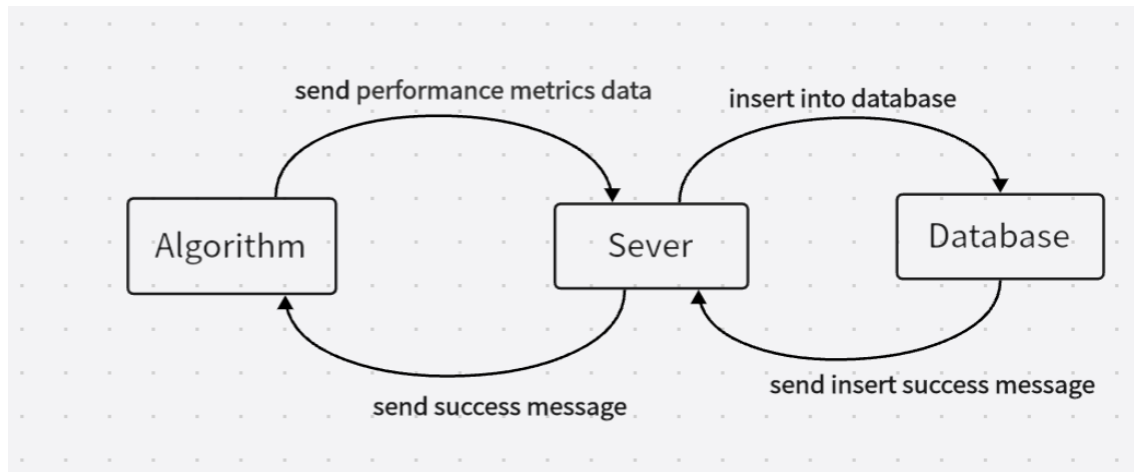 send performance metrics data
insert into database
Algorithm
Sever
Database
send success message
send insert success message